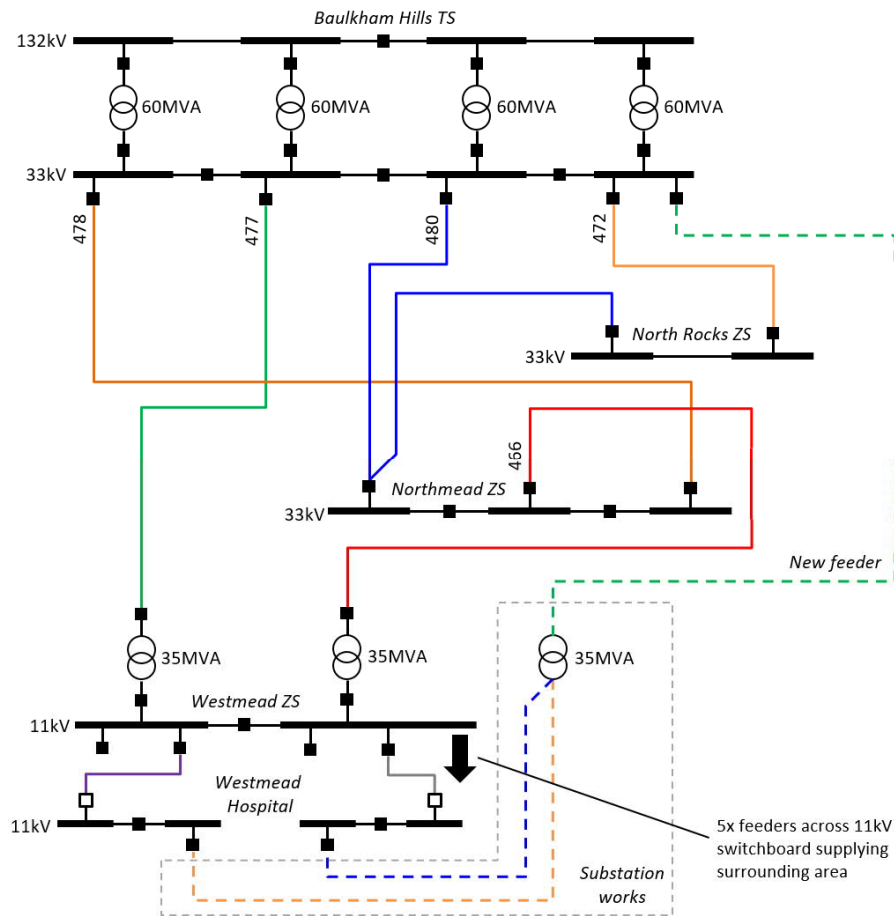 Baulkham Hills TS
132kV
60MVA
60MVA
60MVA
60MVA
33kV
478
477
480
472
North Rocks ZS
33kV
466
Northmead ZS
33kV
New feeder
35MVA
35MVA
35MVA
Westmead ZS
11kV
Westmead
Hospital
11kV
5x feeders across 11kV
switchboard supplying
surrounding area
Substation
works